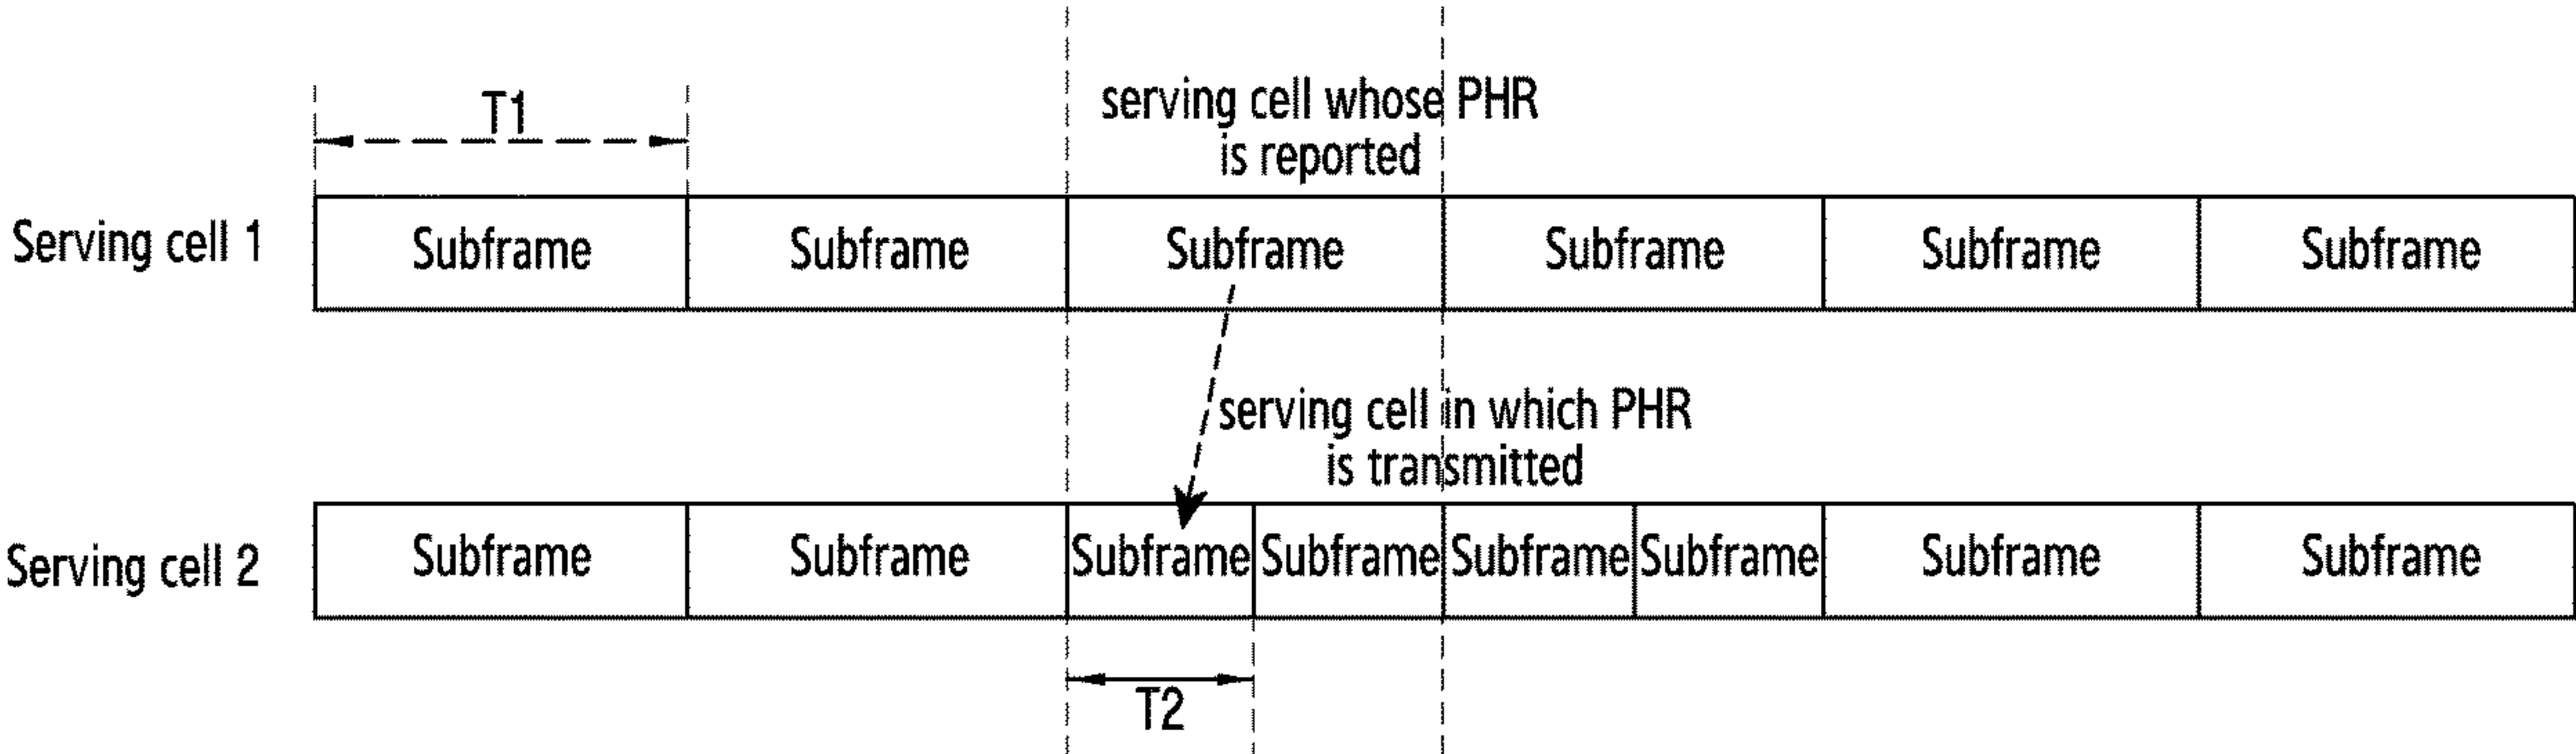 T1
serving cell whose PHR
is reported
Serving cell 1
Subframe Subframe Subframe Subframe Subframe Subframe
serving cell in which PHR
is transmitted
Serving cell 2
Subframe Subframe Subframe Subframe Subframe Subframe Subframe Subframe
T2